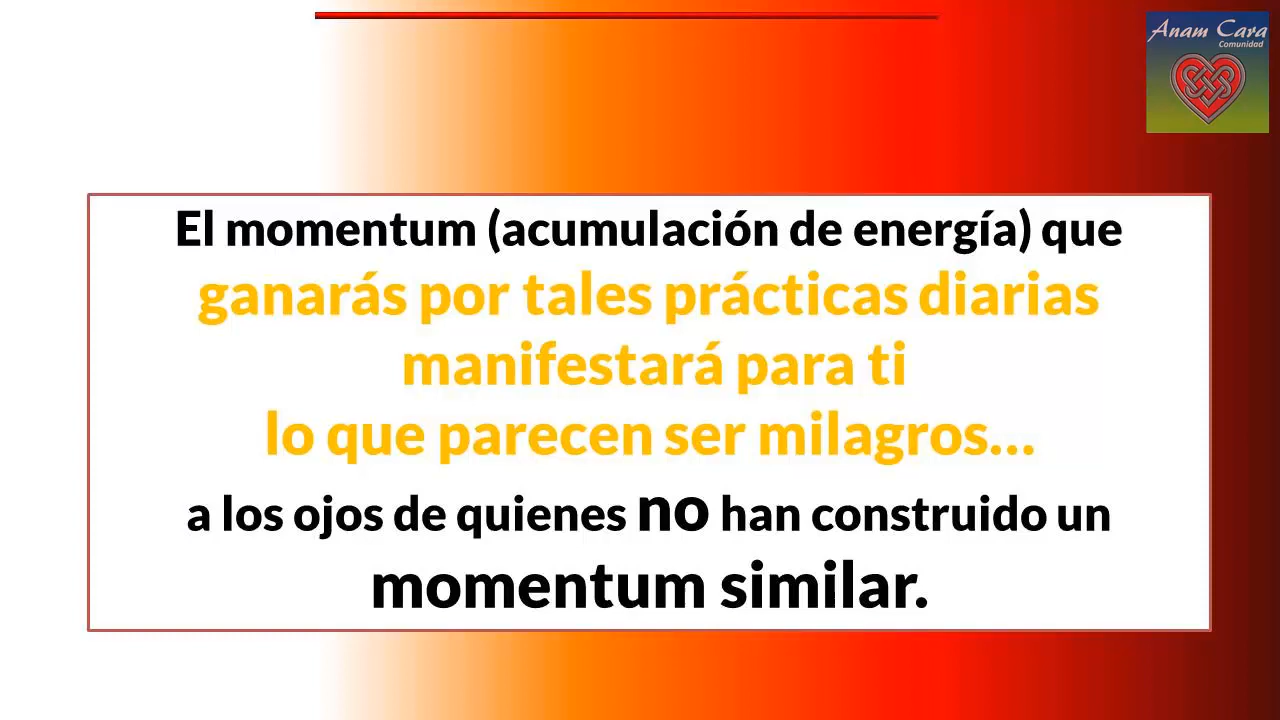 Anam Cara
Comunidad
El momentum (acumulación de energía) que
ganarás por tales prácticas diarias
manifestará para ti
lo que parecen ser milagros...
a los ojos de quienes no han construido un
momentum similar.